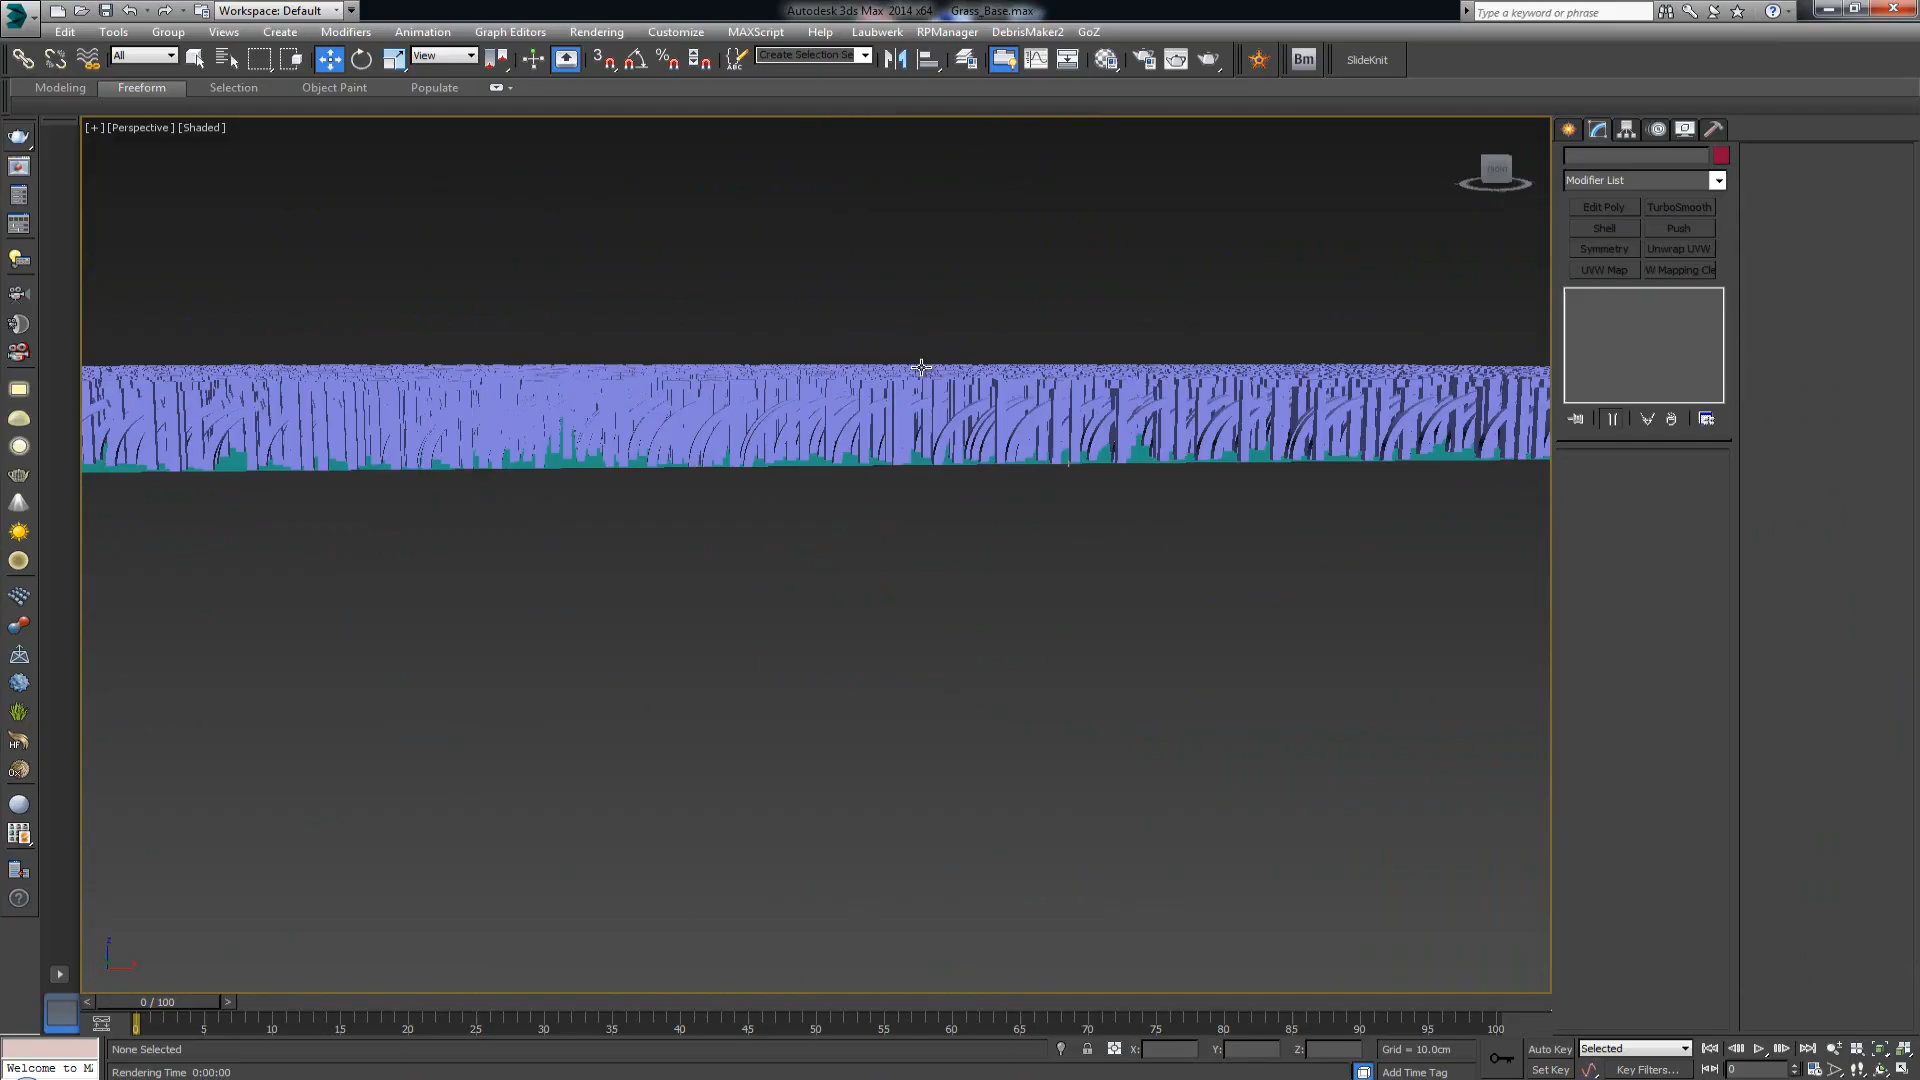 Workspace: Default
Autodesk 3ds Max 2014 x64 Grass_Base.max
Type a keyword or phrase
Edit Tools Group Views Create Modifiers Animation Graph Editors Rendering Customize MAXScript Help Laubwerk RPManager DebrisMaker2 GoZ
All View 3 Create Selection Se Bm SlideKnit
Modeling Freeform Selection Object Paint Populate
[+] [Perspective] [Shaded]
FRONT
Modifier List
Edit Poly TurboSmooth
Shell Push
Symmetry Unwrap UVW
UVW Map W Mapping Cle
HF
z
< 0 / 100 >
0 5 10 15 20 25 30 35 40 45 50 55 60 65 70 75 80 85 90 95 100
None Selected X: Y: Z: Grid = 10.0cm Auto Key Selected
Welcome to MA Rendering Time 0:00:00 Add Time Tag Set Key Key Filters... 0